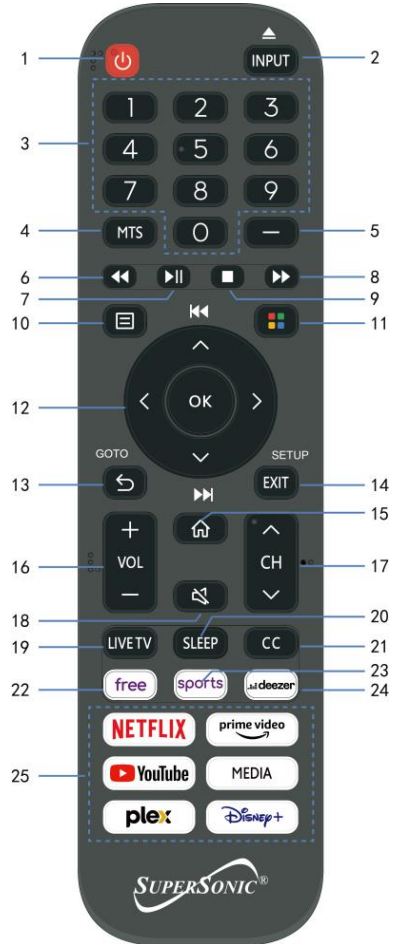 1 INPUT 2
1 2 3
3
4 5 6
7 8 9
4 MTS 0 — 5
6 8
7 9
10 11
12 OK
GOTO SETUP
13 EXIT 14
15
+ CH
16 VOL 17
—
18
20
19 LIVE TV SLEEP CC 21
23
22 free sports deezer 24
NETFLIX prime video
25 YouTube MEDIA
plex Disney+
SUPERSONIC®